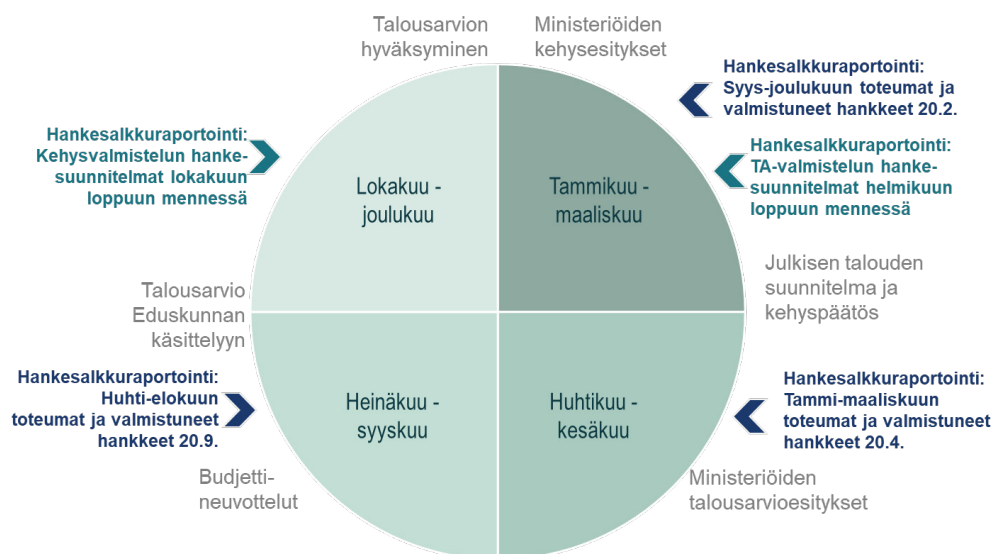 Talousarvion
hyväksyminen
Ministeriöiden
kehysesitykset
Hankesalkkuraportointi:
Syys-joulukuun toteumat ja
valmistuneet hankkeet 20.2.
Hankesalkkuraportointi:
Kehysvalmistelun hanke-
suunnitelmat lokakuun
loppuun mennessä
Hankesalkkuraportointi:
TA-valmistelun hanke-
suunnitelmat helmikuun
loppuun mennessä
Lokakuu -
joulukuu
Tammikuu -
maaliskuu
Julkisen talouden
suunnitelma ja
kehyspäätös
Talousarvio
Eduskunnan
käsittelyyn
Hankesalkkuraportointi:
Huhti-elokuun
toteumat ja valmistuneet
hankkeet 20.9.
Heinäkuu -
syyskuu
Huhtikuu -
kesäkuu
Hankesalkkuraportointi:
Tammi-maaliskuun
toteumat ja valmistuneet
hankkeet 20.4.
Budjetti-
neuvottelut
Ministeriöiden
talousarvioesitykset